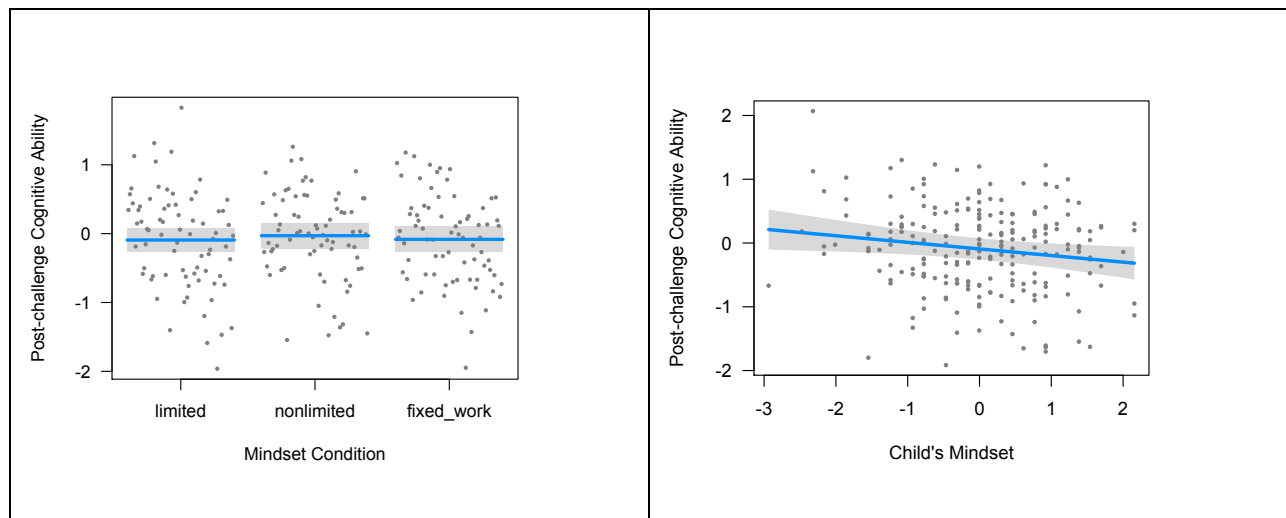 Post-challenge Cognitive Ability
1
0
-1
-2
limited nonlimited fixed_work
Mindset Condition
Post-challenge Cognitive Ability
2
1
0
-1
-2
-3 -2 -1 0 1 2
Child's Mindset